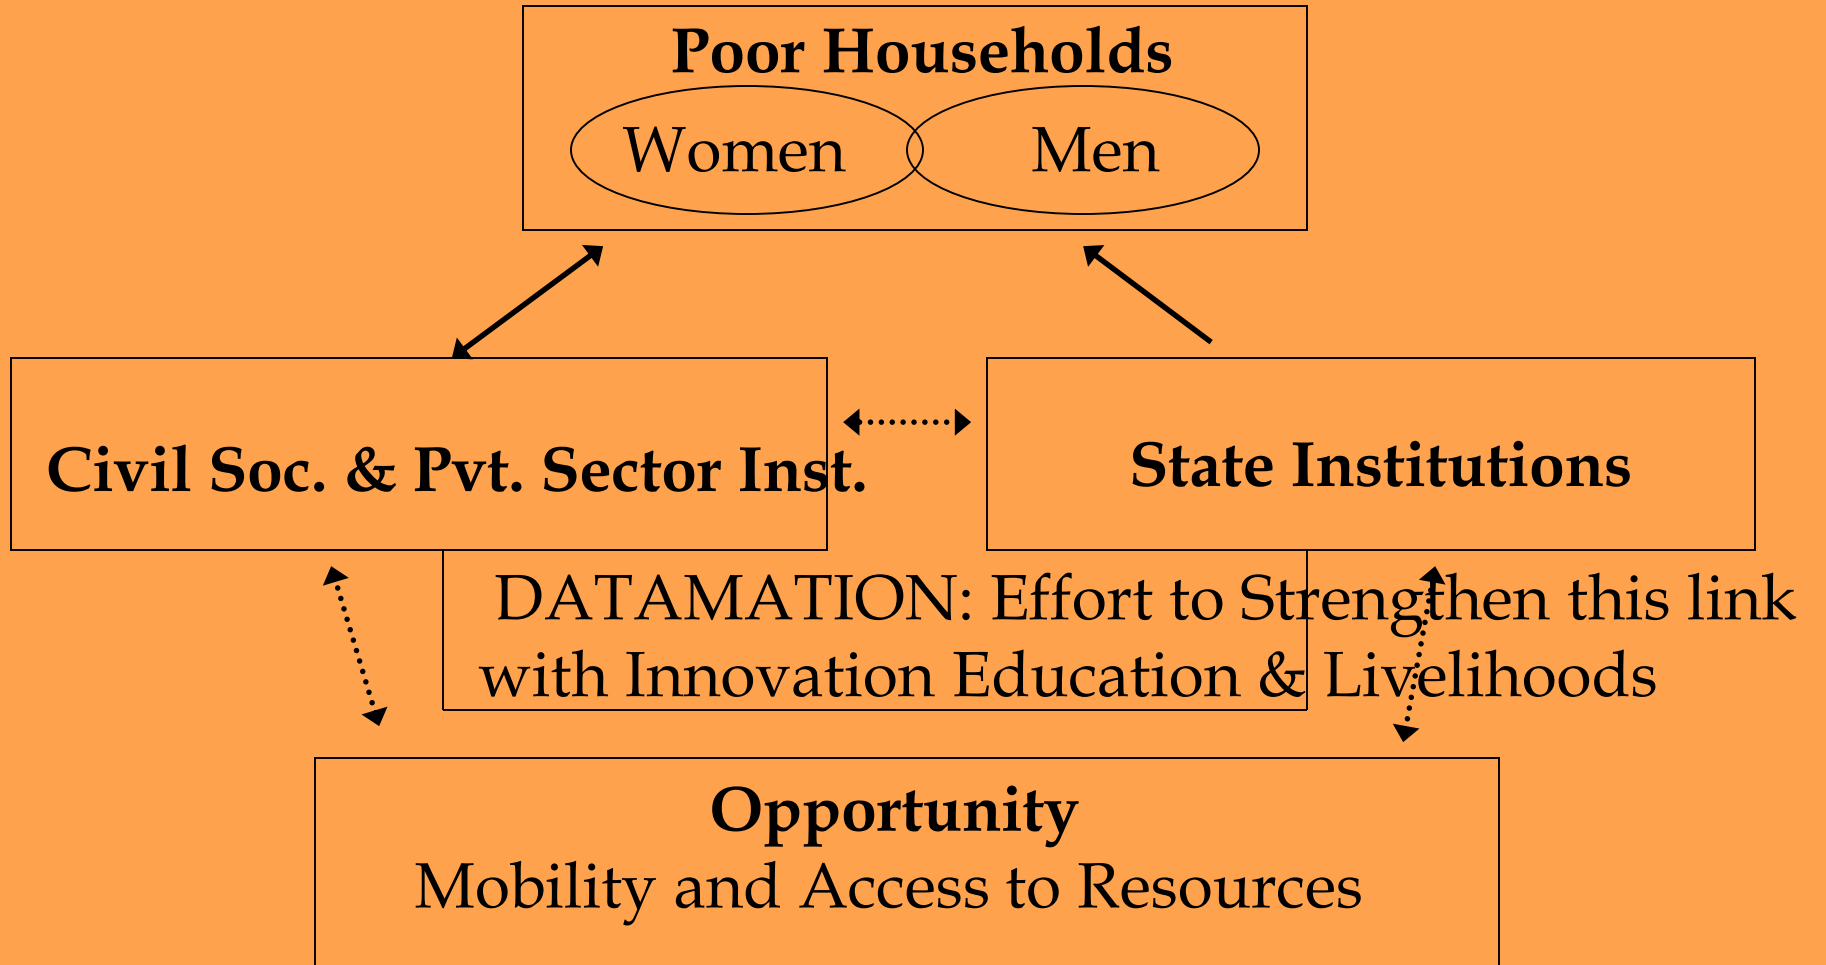 Poor Households
Women
Men
Civil Soc. & Pvt. Sector Inst.
State Institutions
DATAMATION: Effort to Strengthen this link
with Innovation Education & Livelihoods
Opportunity
Mobility and Access to Resources